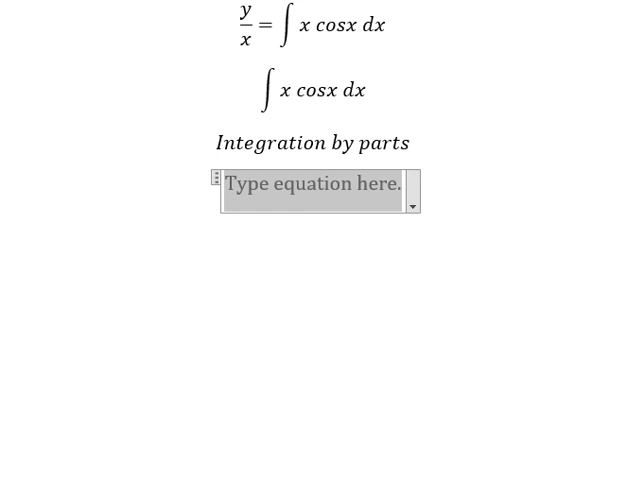 y/x = ∫ x cosx dx
∫ x cosx dx
Integration by parts
Type equation here.